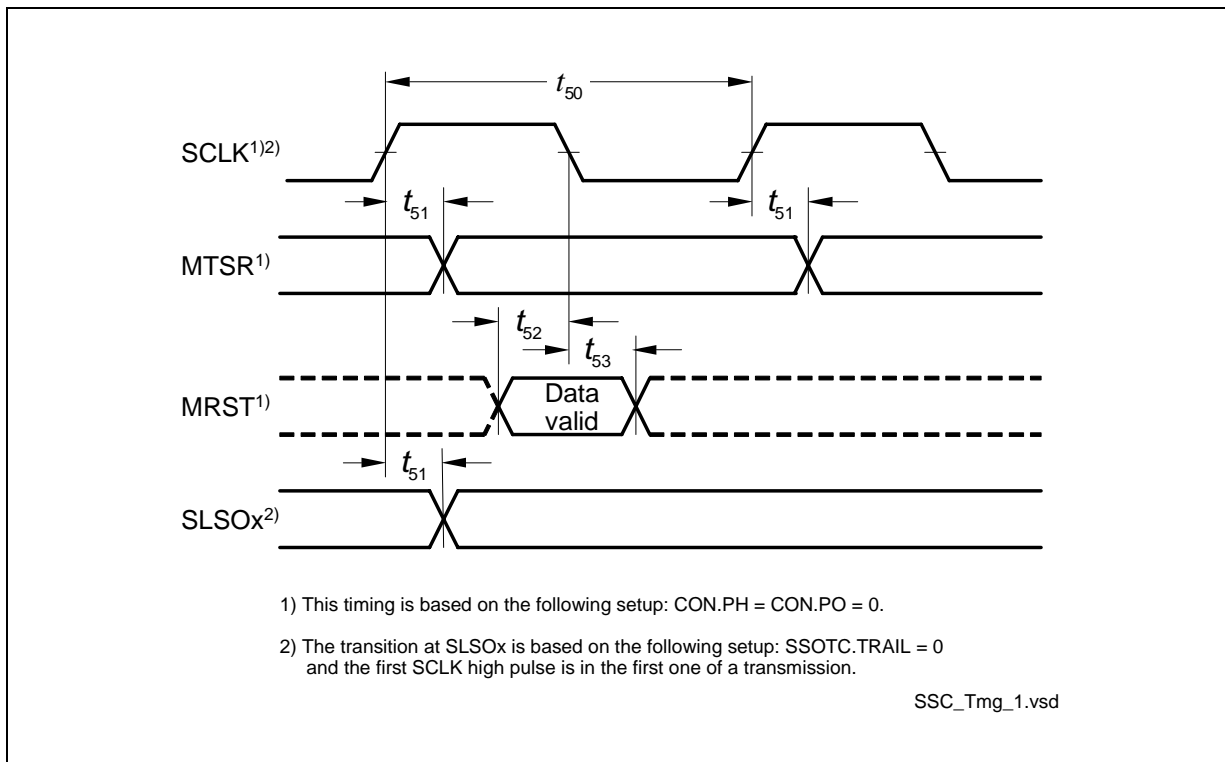 t50
SCLK1)2)
t51
t51
MTSR1)
t52
t53
MRST1)
Data
valid
t51
SLSOx2)
1) This timing is based on the following setup: CON.PH = CON.PO = 0.
2) The transition at SLSOx is based on the following setup: SSOTC.TRAIL = 0
and the first SCLK high pulse is in the first one of a transmission.
SSC_Tmg_1.vsd